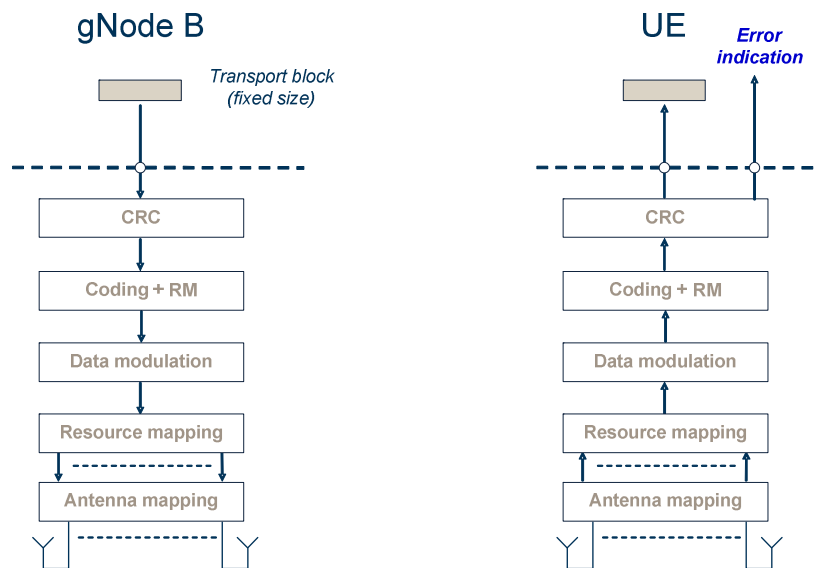 gNode B
Transport block
(fixed size)
CRC
Coding + RM
Data modulation
Resource mapping
Antenna mapping
UE
Error
indication
CRC
Coding + RM
Data modulation
Resource mapping
Antenna mapping